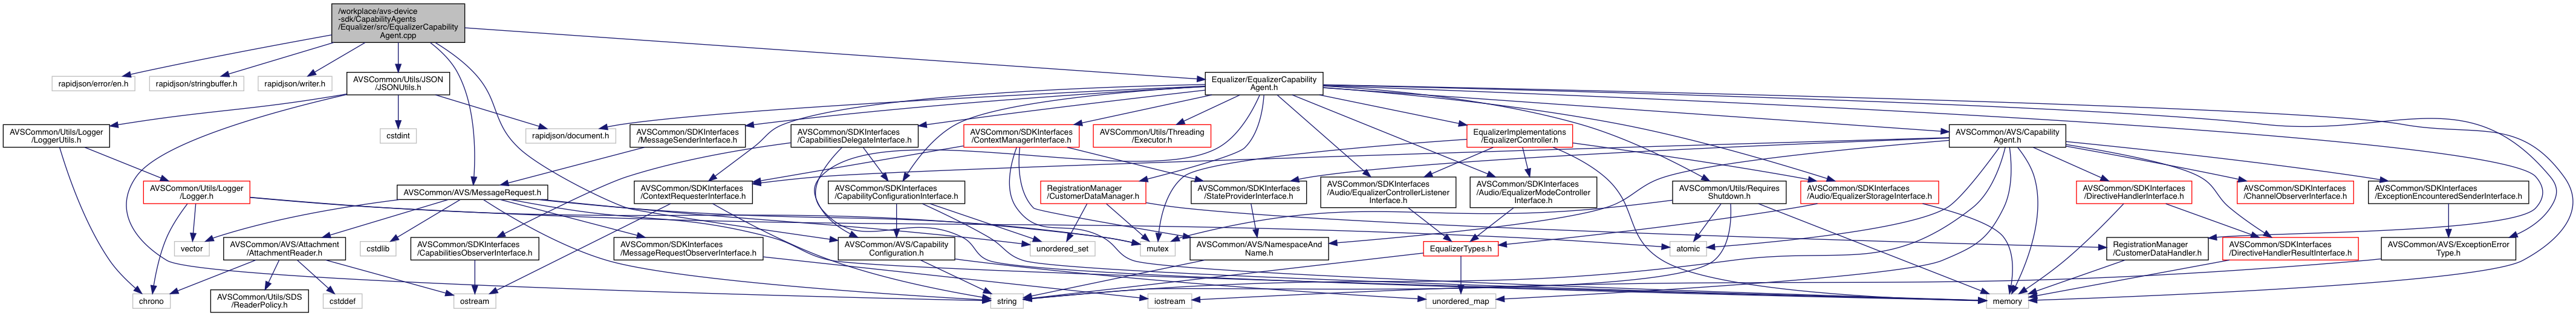 /workplace/avs-device
-sdk/CapabilityAgents
/Equalizer/src/EqualizerCapability
Agent.cpp
rapidjson/error/en.h
rapidjson/stringbuffer.h
rapidjson/writer.h
AVSCommon/Utils/JSON
/JSONUtils.h
Equalizer/EqualizerCapability
Agent.h
AVSCommon/Utils/Logger
/LoggerUtils.h
cstdint
rapidjson/document.h
AVSCommon/SDKInterfaces
/MessageSenderInterface.h
AVSCommon/SDKInterfaces
/CapabilitiesDelegateInterface.h
AVSCommon/SDKInterfaces
/ContextManagerInterface.h
AVSCommon/Utils/Threading
/Executor.h
EqualizerImplementations
/EqualizerController.h
AVSCommon/AVS/Capability
Agent.h
AVSCommon/Utils/Logger
/Logger.h
AVSCommon/AVS/MessageRequest.h
AVSCommon/SDKInterfaces
/ContextRequesterInterface.h
AVSCommon/SDKInterfaces
/CapabilityConfigurationInterface.h
RegistrationManager
/CustomerDataManager.h
AVSCommon/SDKInterfaces
/StateProviderInterface.h
AVSCommon/SDKInterfaces
/Audio/EqualizerControllerListener
Interface.h
AVSCommon/SDKInterfaces
/Audio/EqualizerModeController
Interface.h
AVSCommon/Utils/Requires
Shutdown.h
AVSCommon/SDKInterfaces
/Audio/EqualizerStorageInterface.h
AVSCommon/SDKInterfaces
/DirectiveHandlerInterface.h
AVSCommon/SDKInterfaces
/ChannelObserverInterface.h
AVSCommon/SDKInterfaces
/ExceptionEncounteredSenderInterface.h
vector
AVSCommon/AVS/Attachment
/AttachmentReader.h
cstdlib
AVSCommon/SDKInterfaces
/CapabilitiesObserverInterface.h
AVSCommon/SDKInterfaces
/MessageRequestObserverInterface.h
AVSCommon/AVS/Capability
Configuration.h
unordered_set
mutex
AVSCommon/AVS/NamespaceAnd
Name.h
EqualizerTypes.h
atomic
RegistrationManager
/CustomerDataHandler.h
AVSCommon/SDKInterfaces
/DirectiveHandlerResultInterface.h
AVSCommon/AVS/ExceptionError
Type.h
chrono
AVSCommon/Utils/SDS
/ReaderPolicy.h
cstddef
ostream
string
iostream
unordered_map
memory